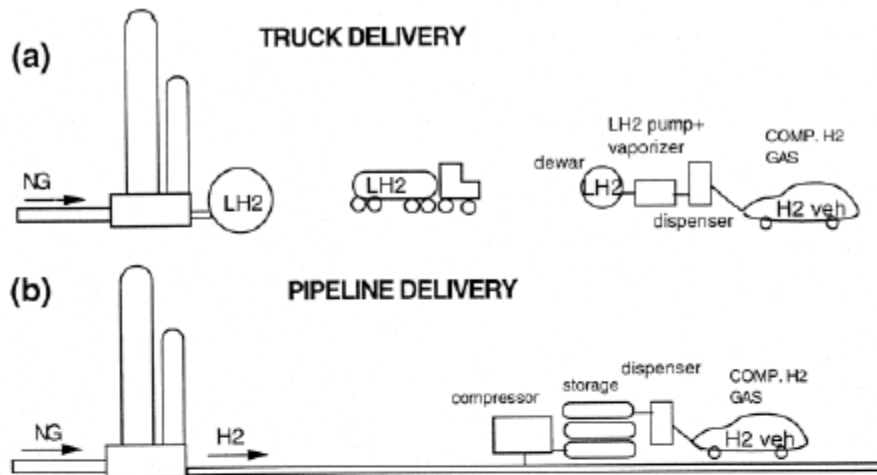 (a)
TRUCK DELIVERY
NG
LH2
LH2
dewar
LH2
LH2 pump+
vaporizer
dispenser
COMP. H2
GAS
H2 veh
(b)
PIPELINE DELIVERY
NG
H2
compressor
storage
dispenser
COMP. H2
GAS
H2 veh